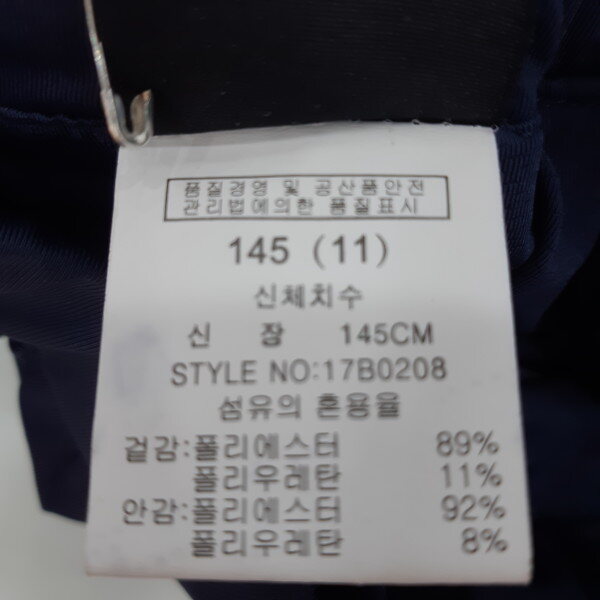 품질경영 및 공산품안전
관리법에의한 품질표시
145 (11)
신체치수
신 장 145CM
STYLE NO:17B0208
섬유의 혼용율
겉감:폴리에스터 89%
폴리우레탄 11%
안감:폴리에스터 92%
폴리우레탄 8%